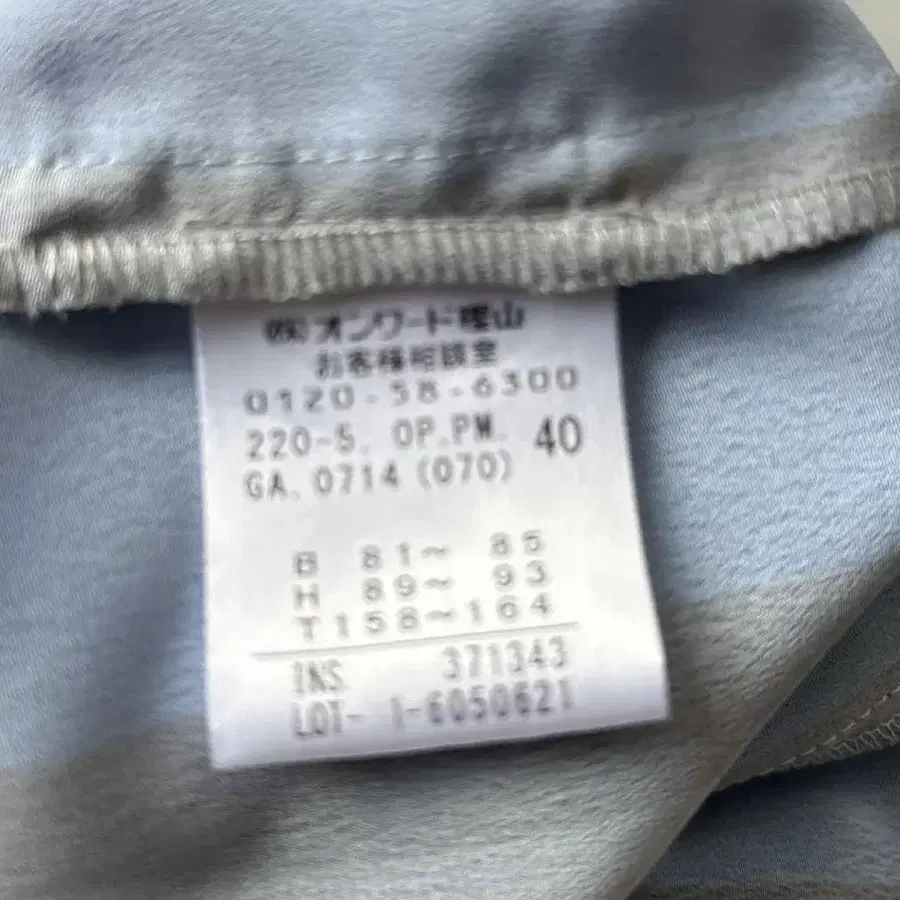 ㈱オンワード樫山
お客様相談室
0120-58-6300
220-5. OP.PM. 40
GA. 0714 (070)
B 81~ 85
H 89~ 93
T158~164
INS 371343
LOT- 1-6050621